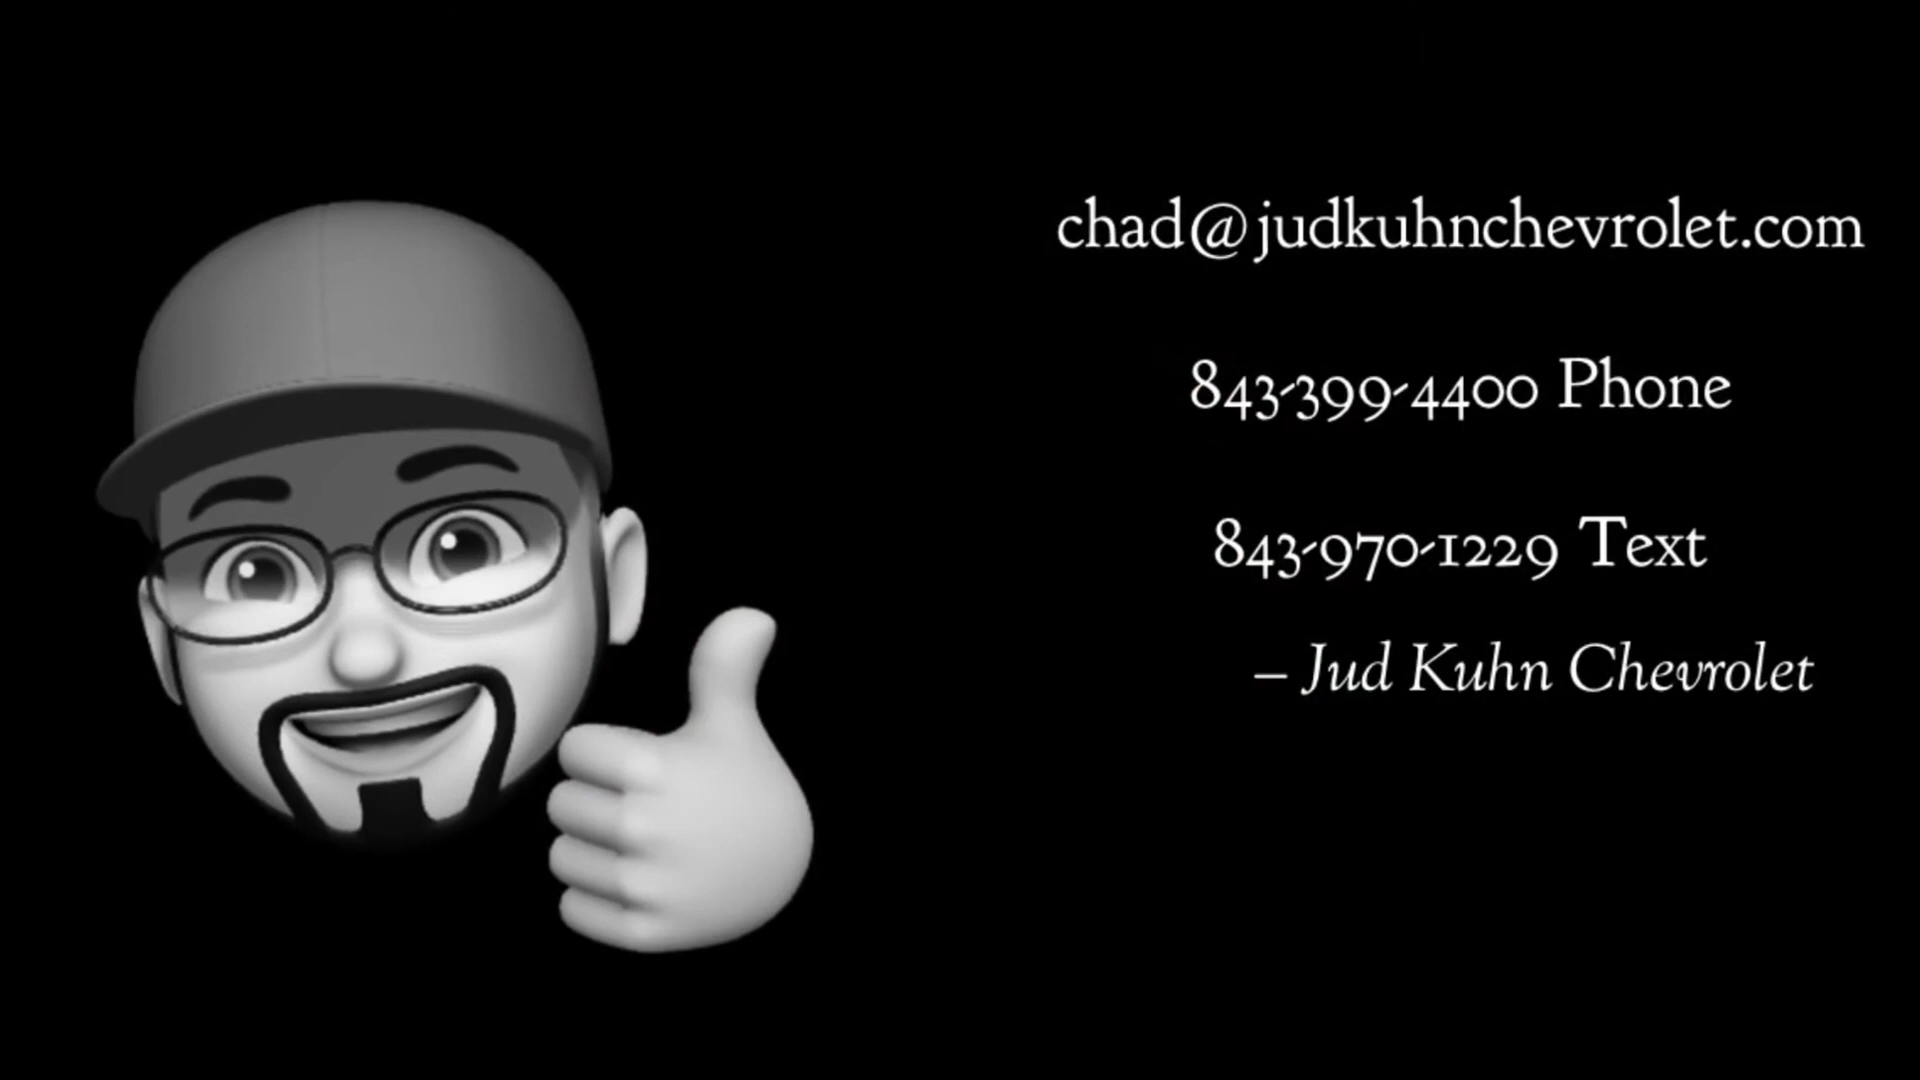 chad@judkuhnchevrolet.com
843-399-4400 Phone
843-970-1229 Text
– Jud Kuhn Chevrolet